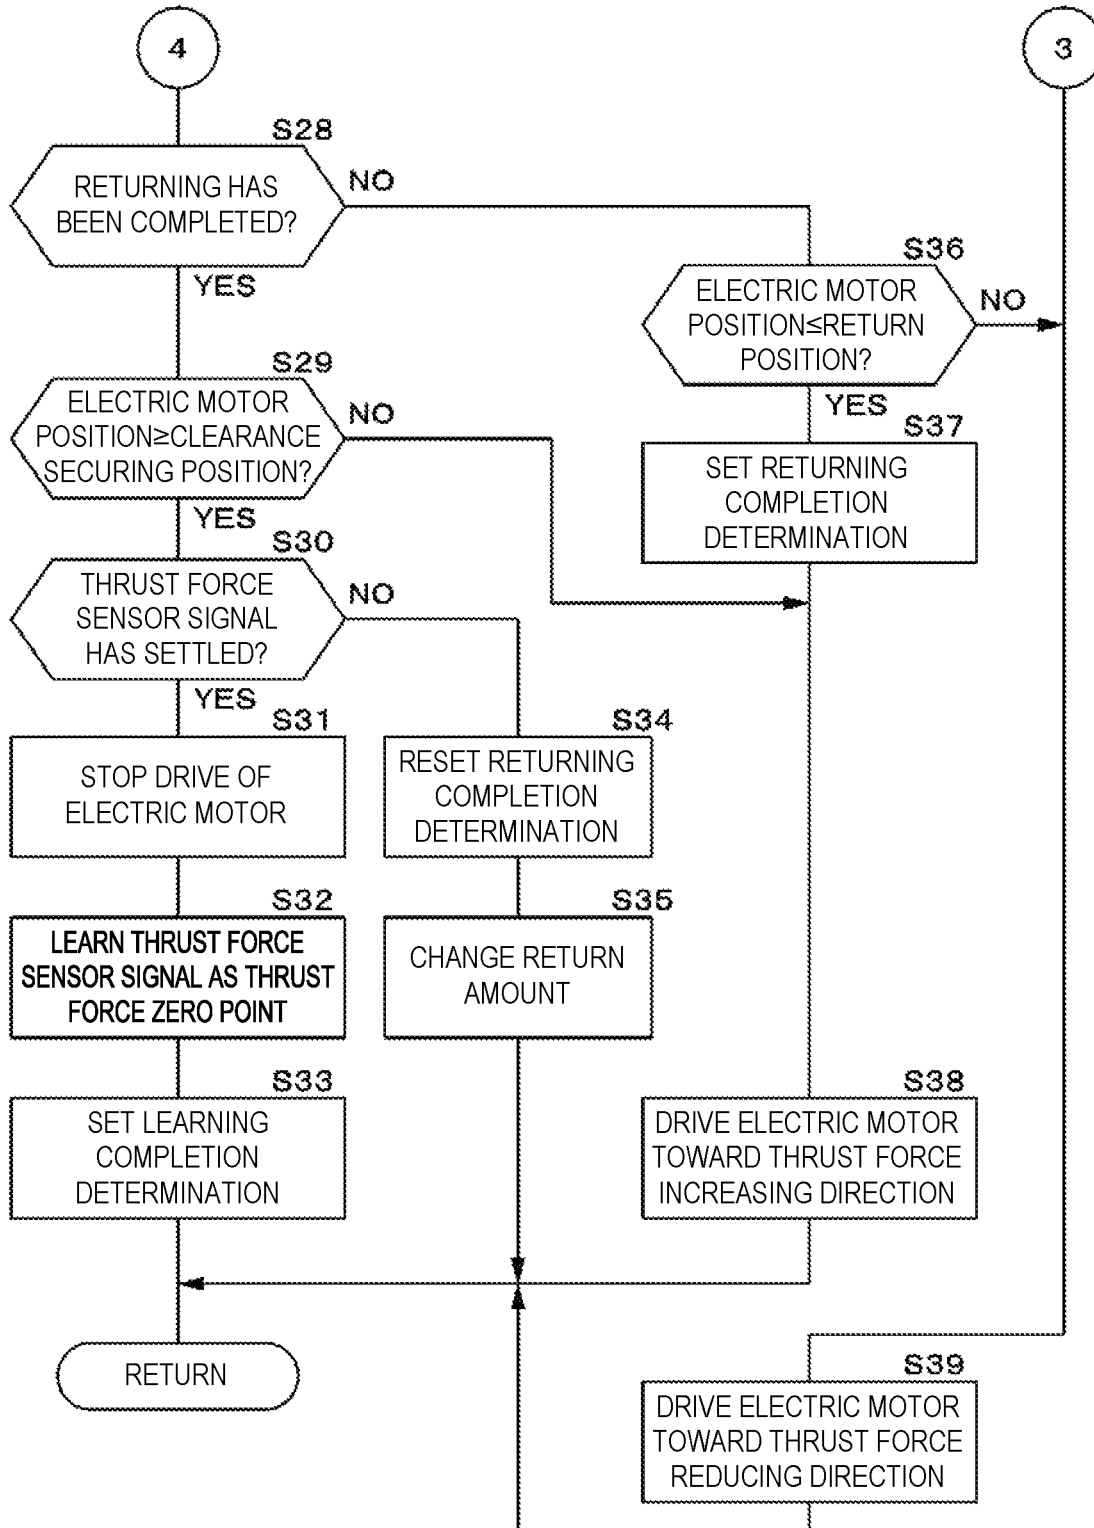 4
3
S28
RETURNING HAS
BEEN COMPLETED?
NO
YES
S36
ELECTRIC MOTOR
POSITION≤RETURN
POSITION?
NO
YES
S29
ELECTRIC MOTOR
POSITION≥CLEARANCE
SECURING POSITION?
NO
YES
S37
SET RETURNING
COMPLETION
DETERMINATION
S30
THRUST FORCE
SENSOR SIGNAL
HAS SETTLED?
NO
YES
S31
STOP DRIVE OF
ELECTRIC MOTOR
S34
RESET RETURNING
COMPLETION
DETERMINATION
S32
LEARN THRUST FORCE
SENSOR SIGNAL AS THRUST
FORCE ZERO POINT
S35
CHANGE RETURN
AMOUNT
S33
SET LEARNING
COMPLETION
DETERMINATION
S38
DRIVE ELECTRIC MOTOR
TOWARD THRUST FORCE
INCREASING DIRECTION
RETURN
S39
DRIVE ELECTRIC MOTOR
TOWARD THRUST FORCE
REDUCING DIRECTION